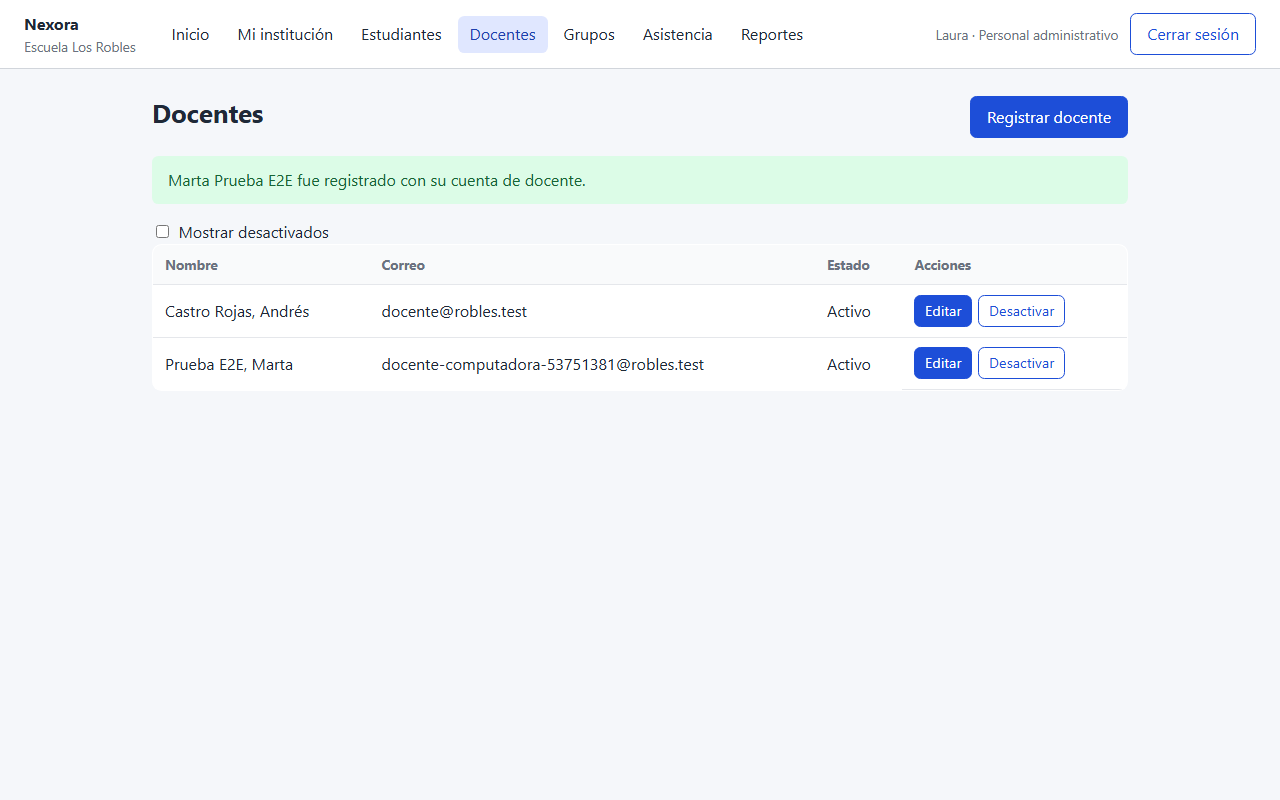 Nexora
Escuela Los Robles
Inicio Mi institución Estudiantes Docentes Grupos Asistencia Reportes
Laura · Personal administrativo
Cerrar sesión
Docentes
Registrar docente
Marta Prueba E2E fue registrado con su cuenta de docente.
Mostrar desactivados
Nombre Correo Estado Acciones
Castro Rojas, Andrés docente@robles.test Activo Editar Desactivar
Prueba E2E, Marta docente-computadora-53751381@robles.test Activo Editar Desactivar